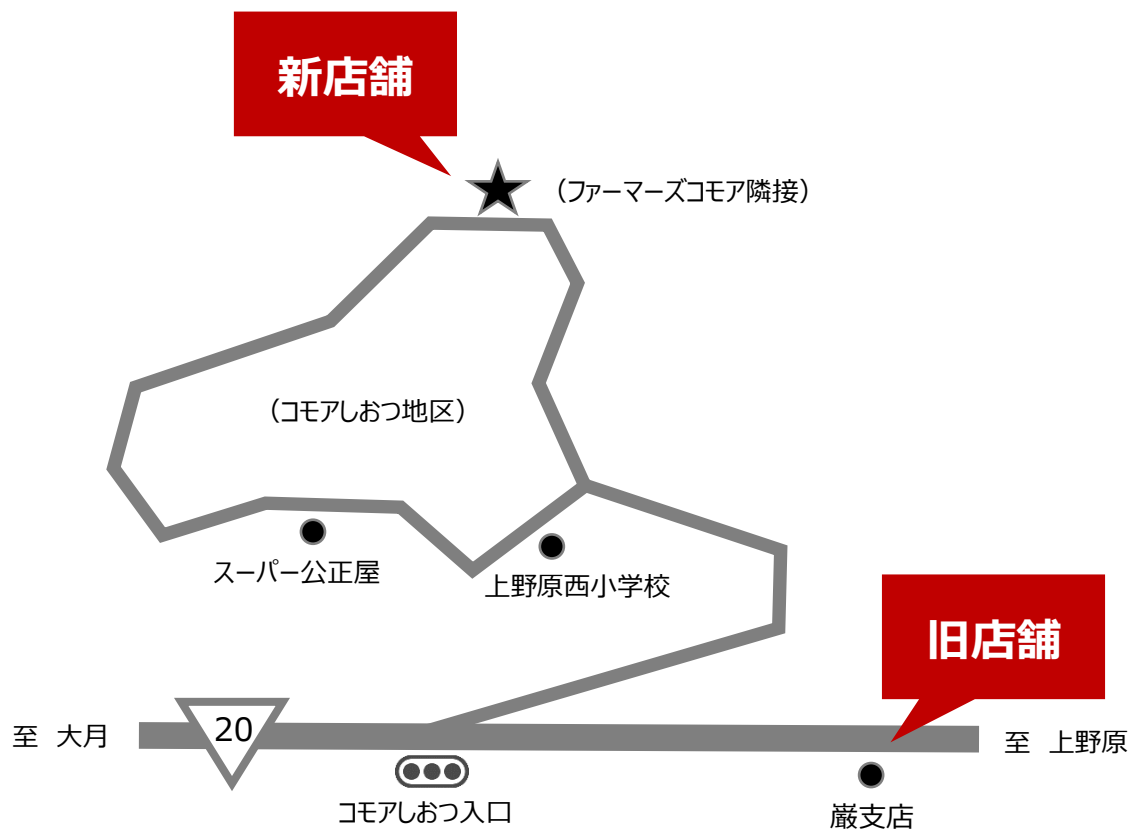 新店舗
（ファーマーズコモア隣接）
（コモアしおつ地区）
スーパー公正屋
上野原西小学校
旧店舗
至 大月
20
至 上野原
コモアしおつ入口
巌支店